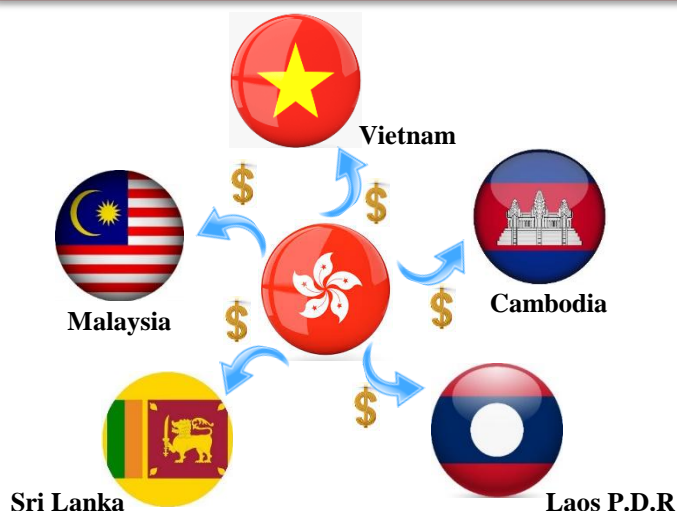 Vietnam
$
$
Malaysia
Cambodia
$
$
$
Sri Lanka
Laos P.D.R